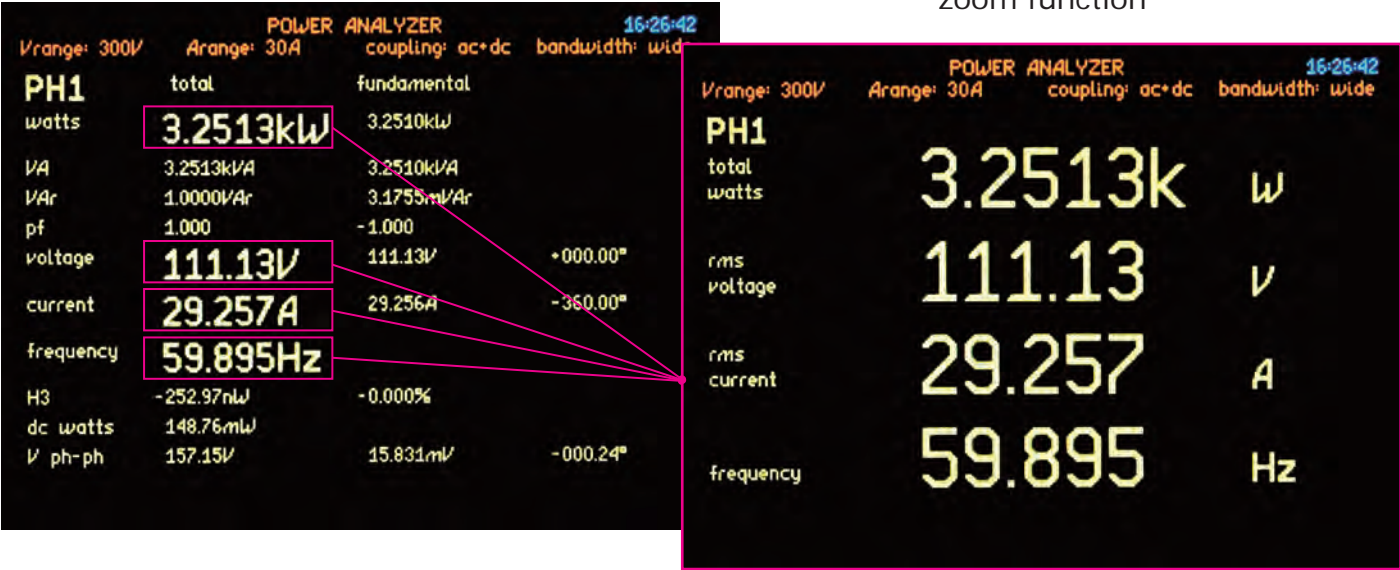 zoom function
POWER ANALYZER 16:26:42
Vrange: 300V Arange: 30A coupling: ac+dc bandwidth: wide
PH1 total fundamental
watts 3.2513kW 3.2510kW
VA 3.2513kVA 3.2510kVA
VAr 1.0000VAr 3.1755mVAr
pf 1.000 -1.000
voltage 111.13V 111.13V +000.00°
current 29.257A 29.256A -360.00°
frequency 59.895Hz
H3 -252.97nW -0.000%
dc watts 148.76mW
V ph-ph 157.15V 15.831mV -000.24°
POWER ANALYZER 16:26:42
Vrange: 300V Arange: 30A coupling: ac+dc bandwidth: wide
PH1
total
watts 3.2513k W
rms
voltage 111.13 V
rms
current 29.257 A
frequency 59.895 Hz